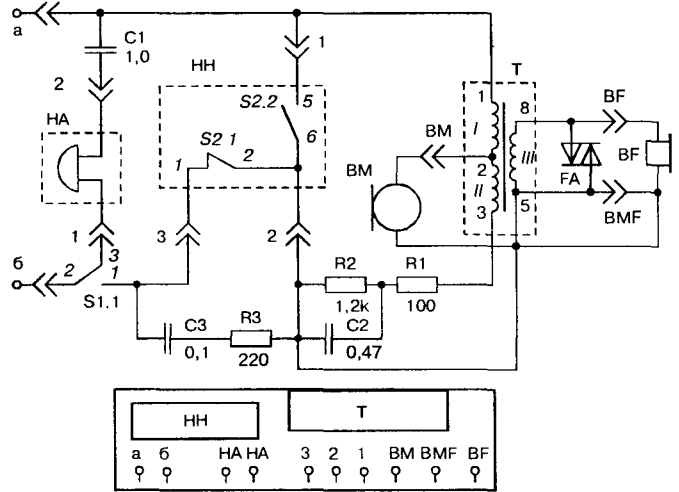 а
C1
1,0
2
HA
1
3
б
2
1
S1.1
HH
1
S2.2
5
6
S2 1
1
2
3
2
C3
0,1
R3
220
R2
1,2k
R1
100
C2
0,47
BM
BM
T
1
I
2
II
3
8
III
5
FA
BF
BF
BMF
HH
T
а б HA HA 3 2 1 BM BMF BF